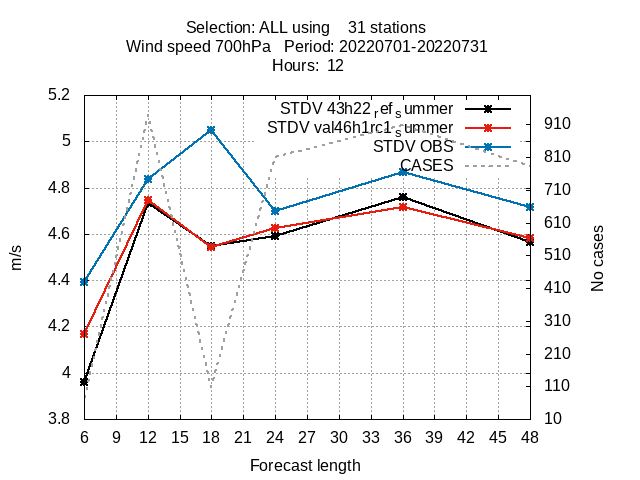 Selection: ALL using 31 stations
Wind speed 700hPa Period: 20220701-20220731
Hours: 12
5.2
5
4.8
4.6
4.4
4.2
4
3.8
m/s
STDV 43h22refsummer
STDV val46h1rc1summer
STDV OBS
CASES
910
810
710
610
510
410
310
210
110
10
No cases
6 9 12 15 18 21 24 27 30 33 36 39 42 45 48
Forecast length